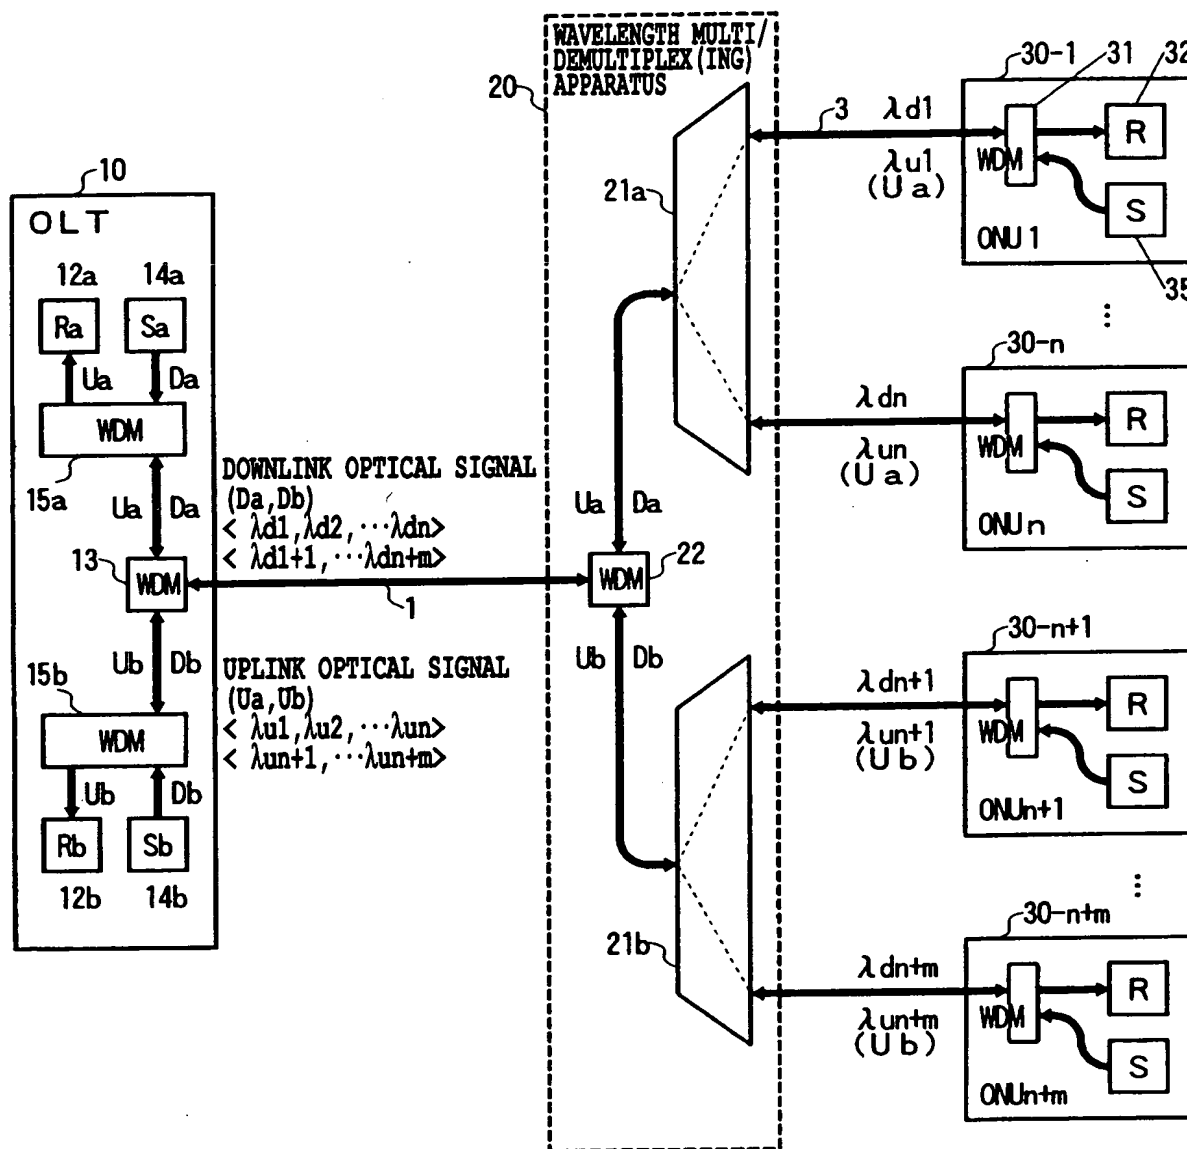 WAVELENGTH MULTI/
DEMULTIPLEX(ING)
APPARATUS
20
10
OLT
12a
14a
Ra
Sa
Ua
Da
WDM
15a
Ua
Da
13
WDM
Ub
Db
15b
WDM
Ub
Db
Rb
Sb
12b
14b
DOWNLINK OPTICAL SIGNAL
(Da,Db)
< λd1,λd2,···λdn>
< λd1+1,···λdn+m>
1
UPLINK OPTICAL SIGNAL
(Ua,Ub)
< λu1,λu2,···λun>
< λun+1,···λun+m>
21a
Ua
Da
WDM
22
Ub
Db
21b
3
λd1
λu1
(Ua)
λdn
λun
(Ua)
λdn+1
λun+1
(Ub)
λdn+m
λun+m
(Ub)
30-1
31
32
WDM
R
S
ONU1
35
⋮
30-n
WDM
R
S
ONUn
30-n+1
WDM
R
S
ONUn+1
⋮
30-n+m
WDM
R
S
ONUn+m